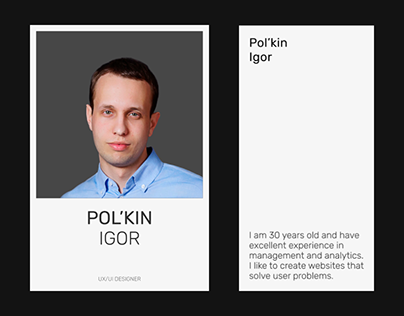 POL’KIN
IGOR
UX/UI DESIGNER
Pol’kin
Igor
I am 30 years old and have
excellent experience in
management and analytics.
I like to create websites that
solve user problems.